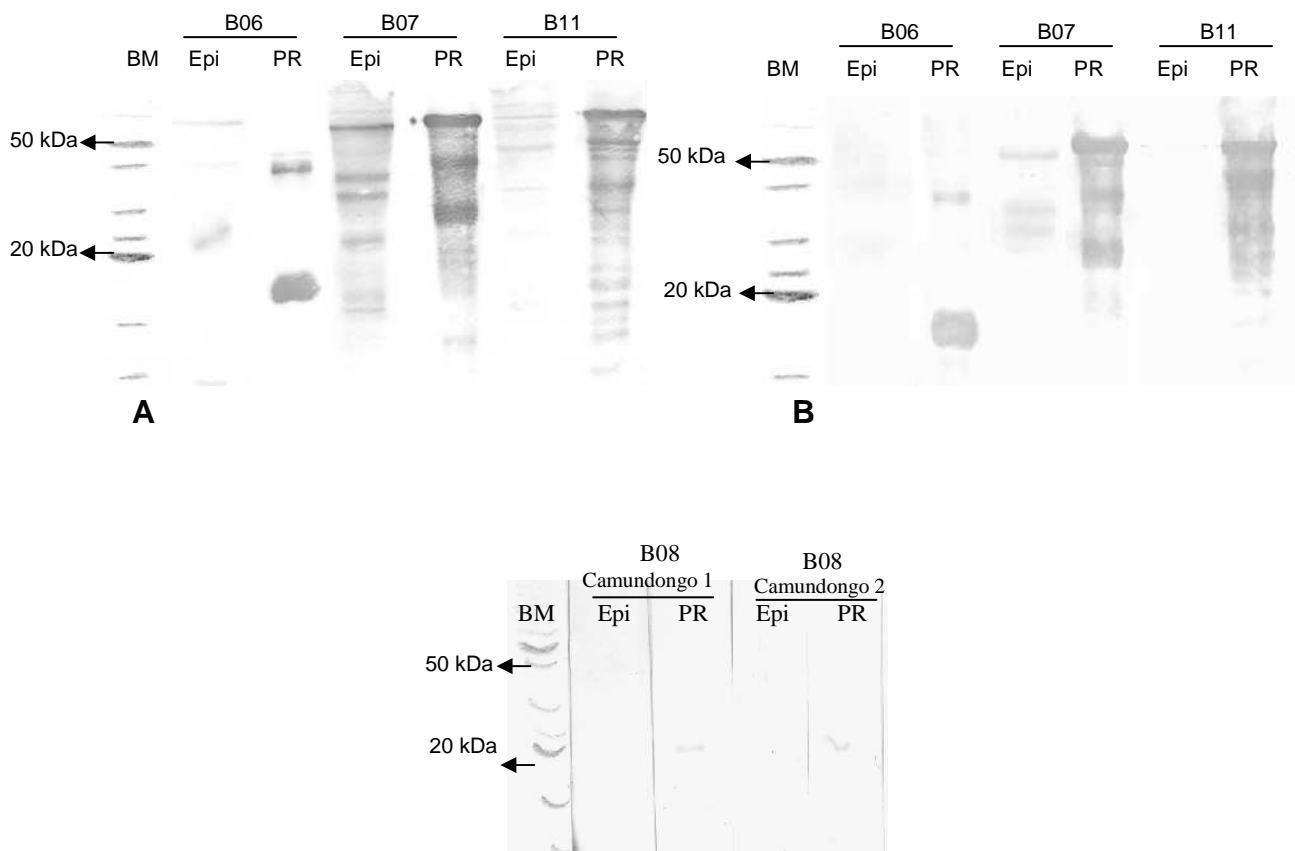 B06 B07 B11
BM Epi PR Epi PR Epi PR
50 kDa
20 kDa
A
B06 B07 B11
BM Epi PR Epi PR Epi PR
50 kDa
20 kDa
B
B08 B08
Camundongo 1 Camundongo 2
BM Epi PR Epi PR
50 kDa
20 kDa